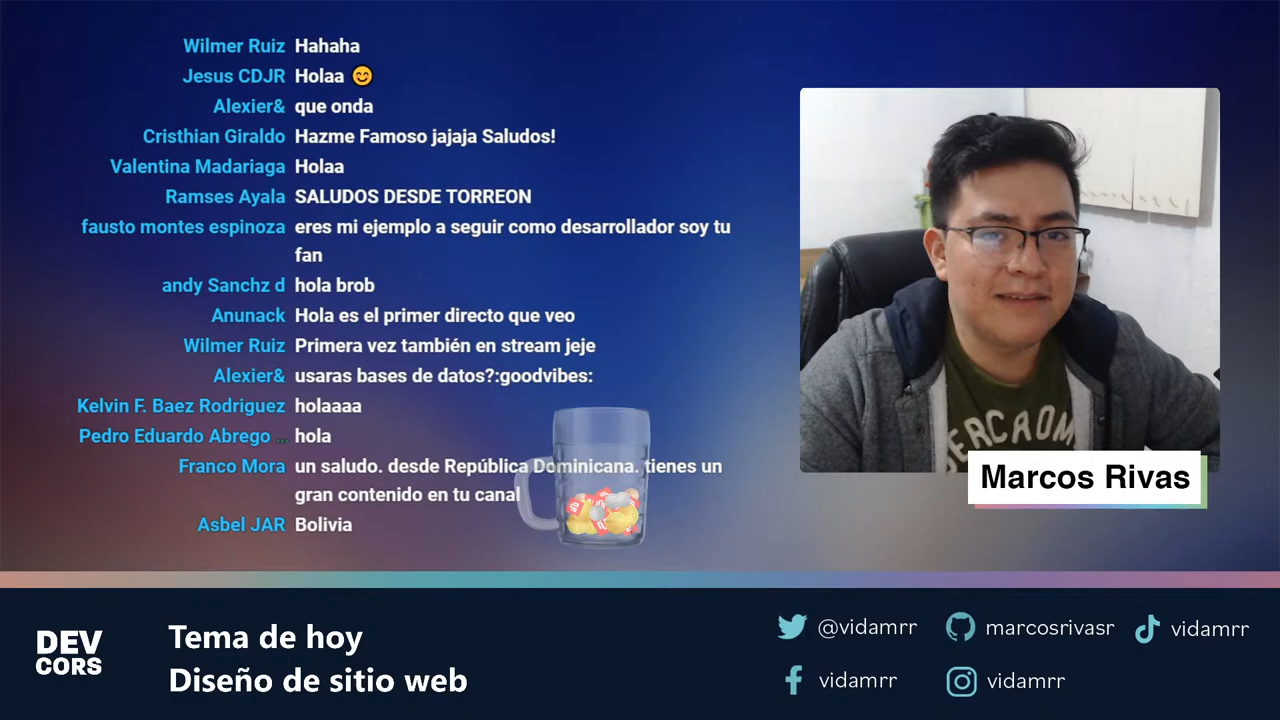 Wilmer Ruiz Hahaha
Jesus CDJR Holaa 😊
Alexier& que onda
Cristhian Giraldo Hazme Famoso jajaja Saludos!
Valentina Madariaga Holaa
Ramses Ayala SALUDOS DESDE TORREON
fausto montes espinoza eres mi ejemplo a seguir como desarrollador soy tu
fan
andy Sanchz d hola brob
Anunack Hola es el primer directo que veo
Wilmer Ruiz Primera vez también en stream jeje
Alexier& usaras bases de datos?:goodvibes:
Kelvin F. Baez Rodriguez holaaaa
Pedro Eduardo Abrego ... hola
Franco Mora un saludo. desde República Dominicana. tienes un
gran contenido en tu canal
Asbel JAR Bolivia
Marcos Rivas
DEV
CORS
Tema de hoy
Diseño de sitio web
@vidamrr marcosrivasr vidamrr
vidamrr vidamrr